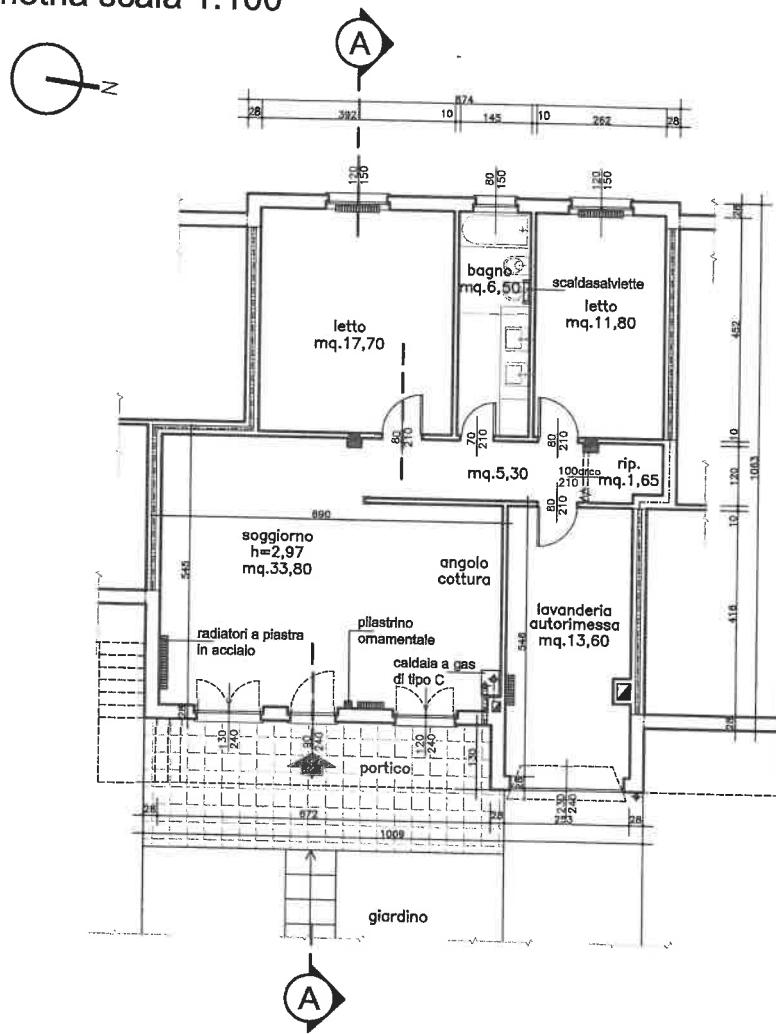 metria scala 1:100
A
N
874
28
392
10
145
10
262
28
120
150
80
150
120
150
bagno
mq.6,50
scaldasalviette
letto
mq.11,80
letto
mq.17,70
28
452
10
120
1063
10
416
28
80
210
70
210
80
210
mq.5,30
100arco
210
rip.
mq.1,65
80
210
690
soggiorno
h=2,97
mq.33,80
545
angolo
cottura
lavanderia
autorimessa
mq.13,60
546
radiatori a piastra
in acciaio
pilastrino
ornamentale
caldaia a gas
di tipo C
28
130
240
90
240
120
240
130
portico
28
230
240
28
672
28
253
28
1009
giardino
A